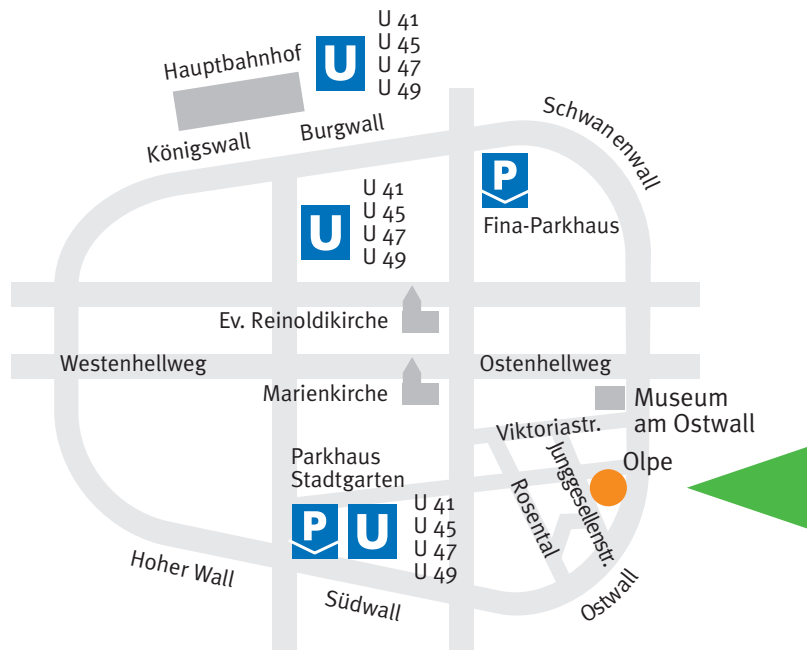 U 41
U 45
U 47
U 49
Hauptbahnhof
U
Königswall
Burgwall
Schwanenwall
P
Fina-Parkhaus
U
U 41
U 45
U 47
U 49
Ev. Reinoldikirche
Westenhellweg
Ostenhellweg
Marienkirche
Museum
am Ostwall
Viktoriastr.
Olpe
Junggesellenstr.
Rosental
Parkhaus
Stadtgarten
P
U
U 41
U 45
U 47
U 49
Hoher Wall
Südwall
Ostwall